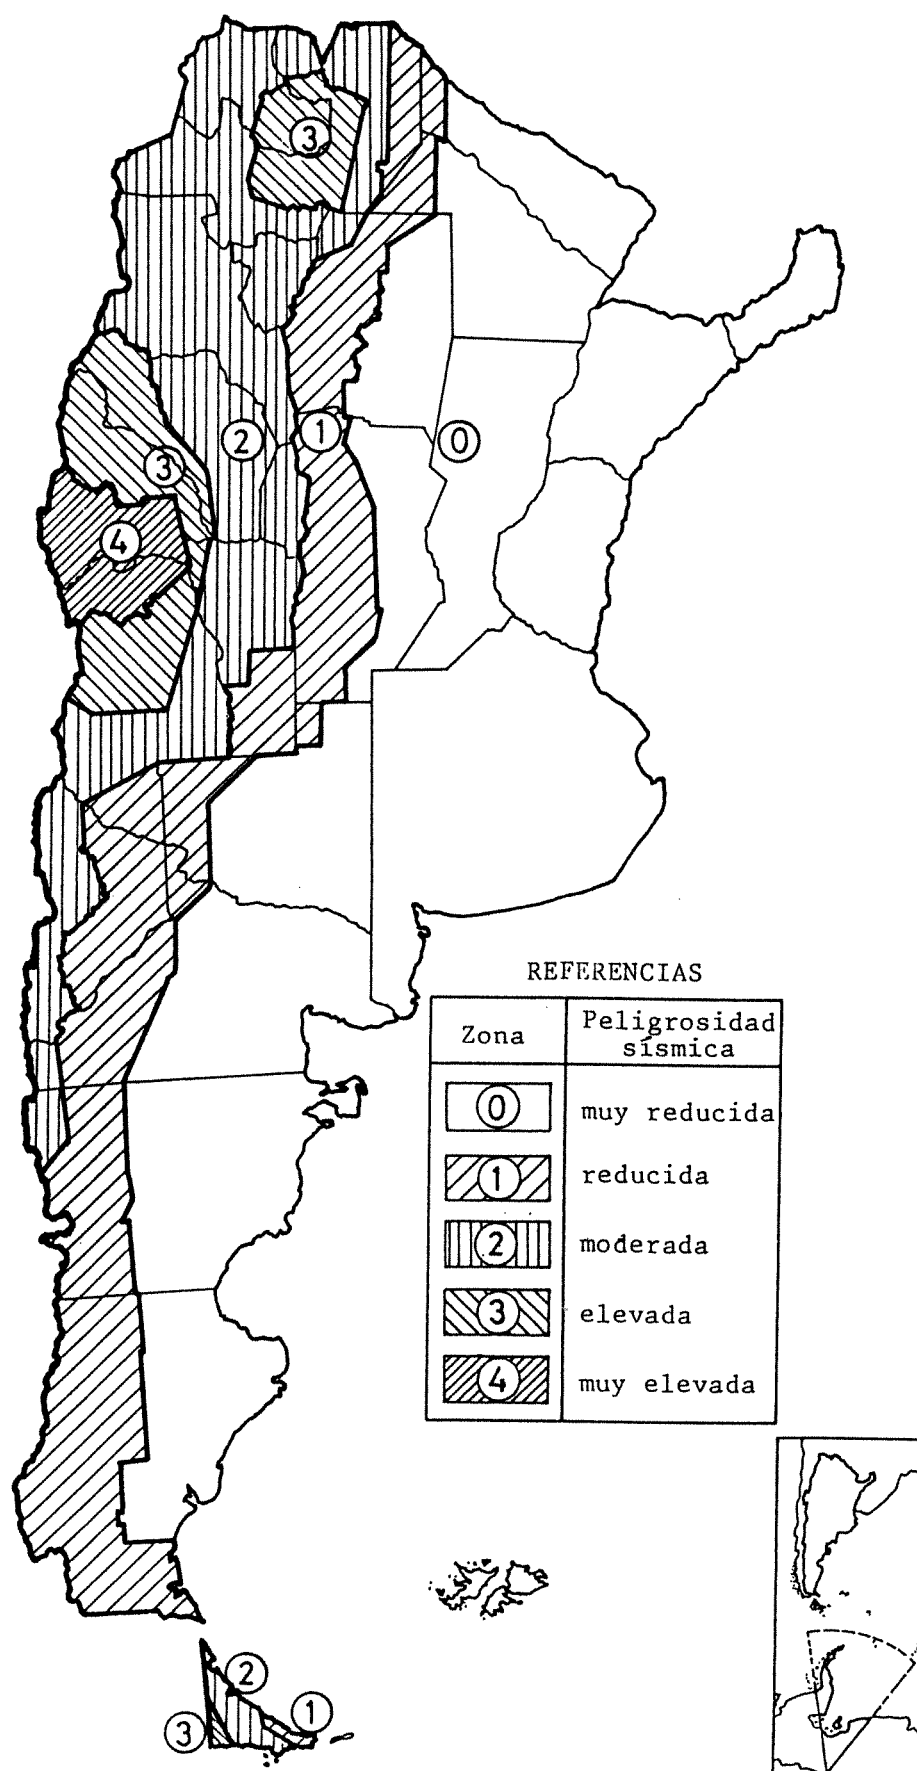 3
2
1
0
3
4
REFERENCIAS
Zona
Peligrosidad
sísmica
0
muy reducida
1
reducida
2
moderada
3
elevada
4
muy elevada
2
1
3